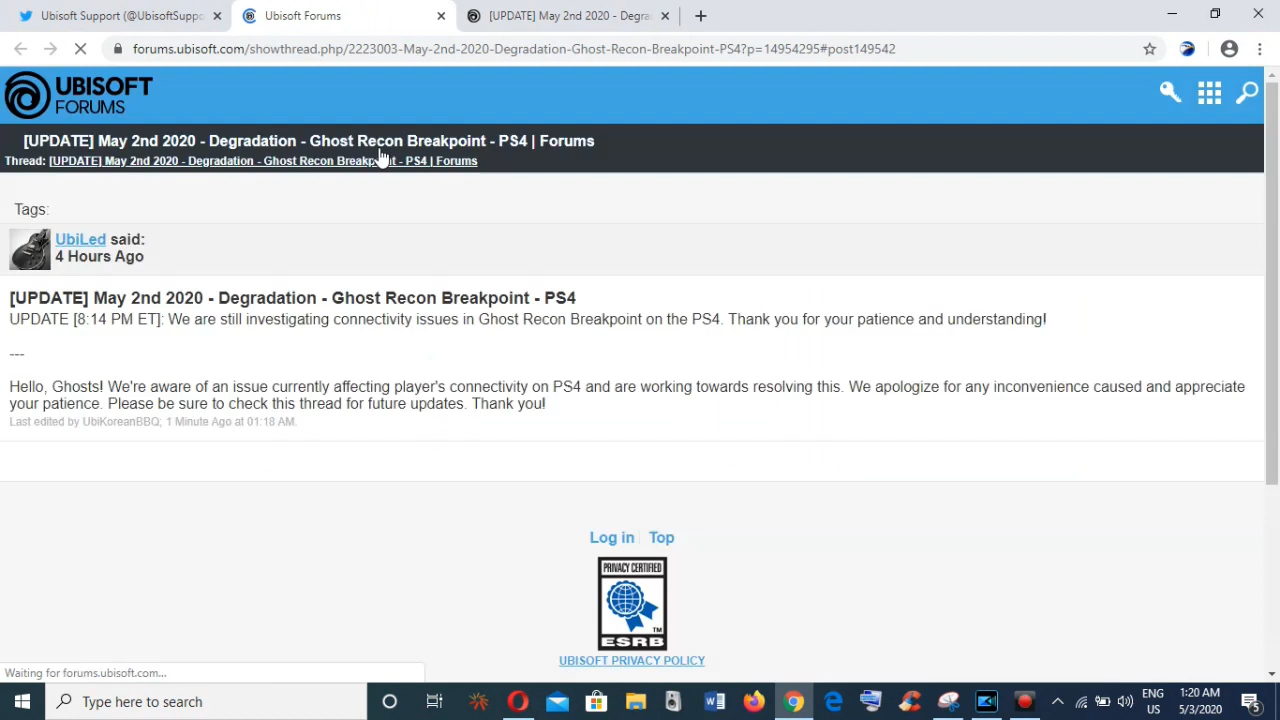 Ubisoft Support (@UbisoftSuppo
Ubisoft Forums
[UPDATE] May 2nd 2020 - Degra
forums.ubisoft.com/showthread.php/2223003-May-2nd-2020-Degradation-Ghost-Recon-Breakpoint-PS4?p=14954295#post149542
UBISOFT
FORUMS
[UPDATE] May 2nd 2020 - Degradation - Ghost Recon Breakpoint - PS4 | Forums
Thread: [UPDATE] May 2nd 2020 - Degradation - Ghost Recon Breakpoint - PS4 | Forums
Tags:
UbiLed said:
4 Hours Ago
[UPDATE] May 2nd 2020 - Degradation - Ghost Recon Breakpoint - PS4
UPDATE [8:14 PM ET]: We are still investigating connectivity issues in Ghost Recon Breakpoint on the PS4. Thank you for your patience and understanding!
---
Hello, Ghosts! We're aware of an issue currently affecting player's connectivity on PS4 and are working towards resolving this. We apologize for any inconvenience caused and appreciate
your patience. Please be sure to check this thread for future updates. Thank you!
Last edited by UbiKoreanBBQ; 1 Minute Ago at 01:18 AM.
Log in
Top
PRIVACY CERTIFIED
TM
ESRB
UBISOFT PRIVACY POLICY
Waiting for forums.ubisoft.com...
Type here to search
ENG
US
1:20 AM
5/3/2020
5